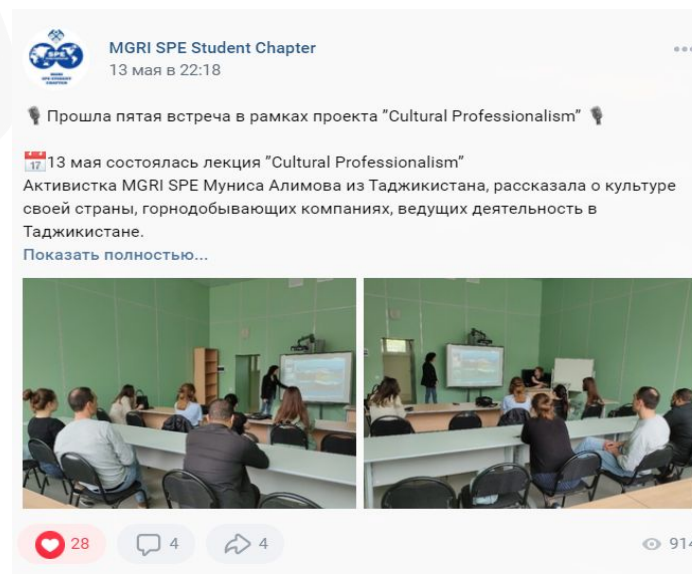 MGRI SPE Student Chapter
13 мая в 22:18
Прошла пятая встреча в рамках проекта "Cultural Professionalism"
17 13 мая состоялась лекция "Cultural Professionalism"
Активистка MGRI SPE Муниса Алимова из Таджикистана, рассказала о культуре
своей страны, горнодобывающих компаниях, ведущих деятельность в
Таджикистане.
Показать полностью...
28 4 4 914